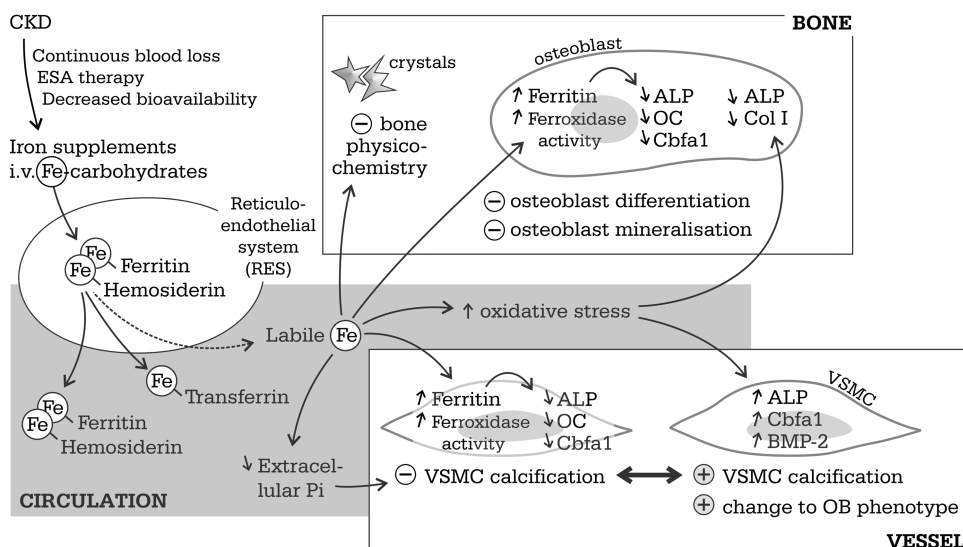 CKD
Continuous blood loss
ESA therapy
Decreased bioavailability
Iron supplements
i.v. Fe-carbohydrates
Reticulo-
endothelial
system
(RES)
Fe
Fe
Ferritin
Hemosiderin
Fe
Transferrin
Fe
Fe
Ferritin
Hemosiderin
CIRCULATION
Labile Fe
↑ oxidative stress
↓ Extracel-
lular Pi
BONE
crystals
⊖ bone
physico-
chemistry
osteoblast
↑ Ferritin
↑ Ferroxidase
activity
↓ ALP
↓ OC
↓ Cbfa1
↓ ALP
↓ Col I
⊖ osteoblast differentiation
⊖ osteoblast mineralisation
↑ Ferritin
↑ Ferroxidase
activity
↓ ALP
↓ OC
↓ Cbfa1
⊖ VSMC calcification
VSMC
↑ ALP
↑ Cbfa1
↑ BMP-2
⊕ VSMC calcification
⊕ change to OB phenotype
VESSEL